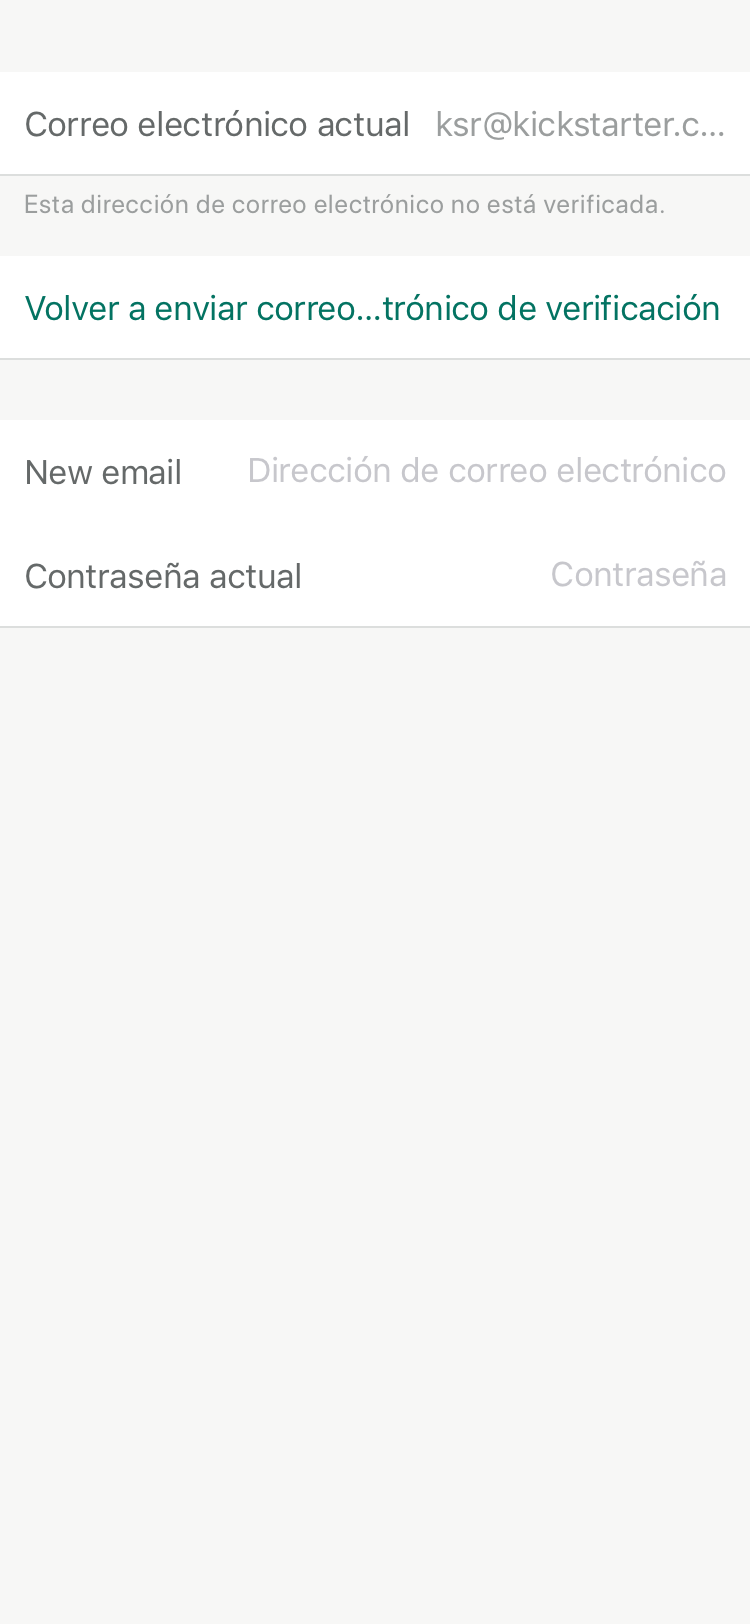 Correo electrónico actual ksr@kickstarter.c...
Esta dirección de correo electrónico no está verificada.
Volver a enviar correo...trónico de verificación
New email Dirección de correo electrónico
Contraseña actual Contraseña